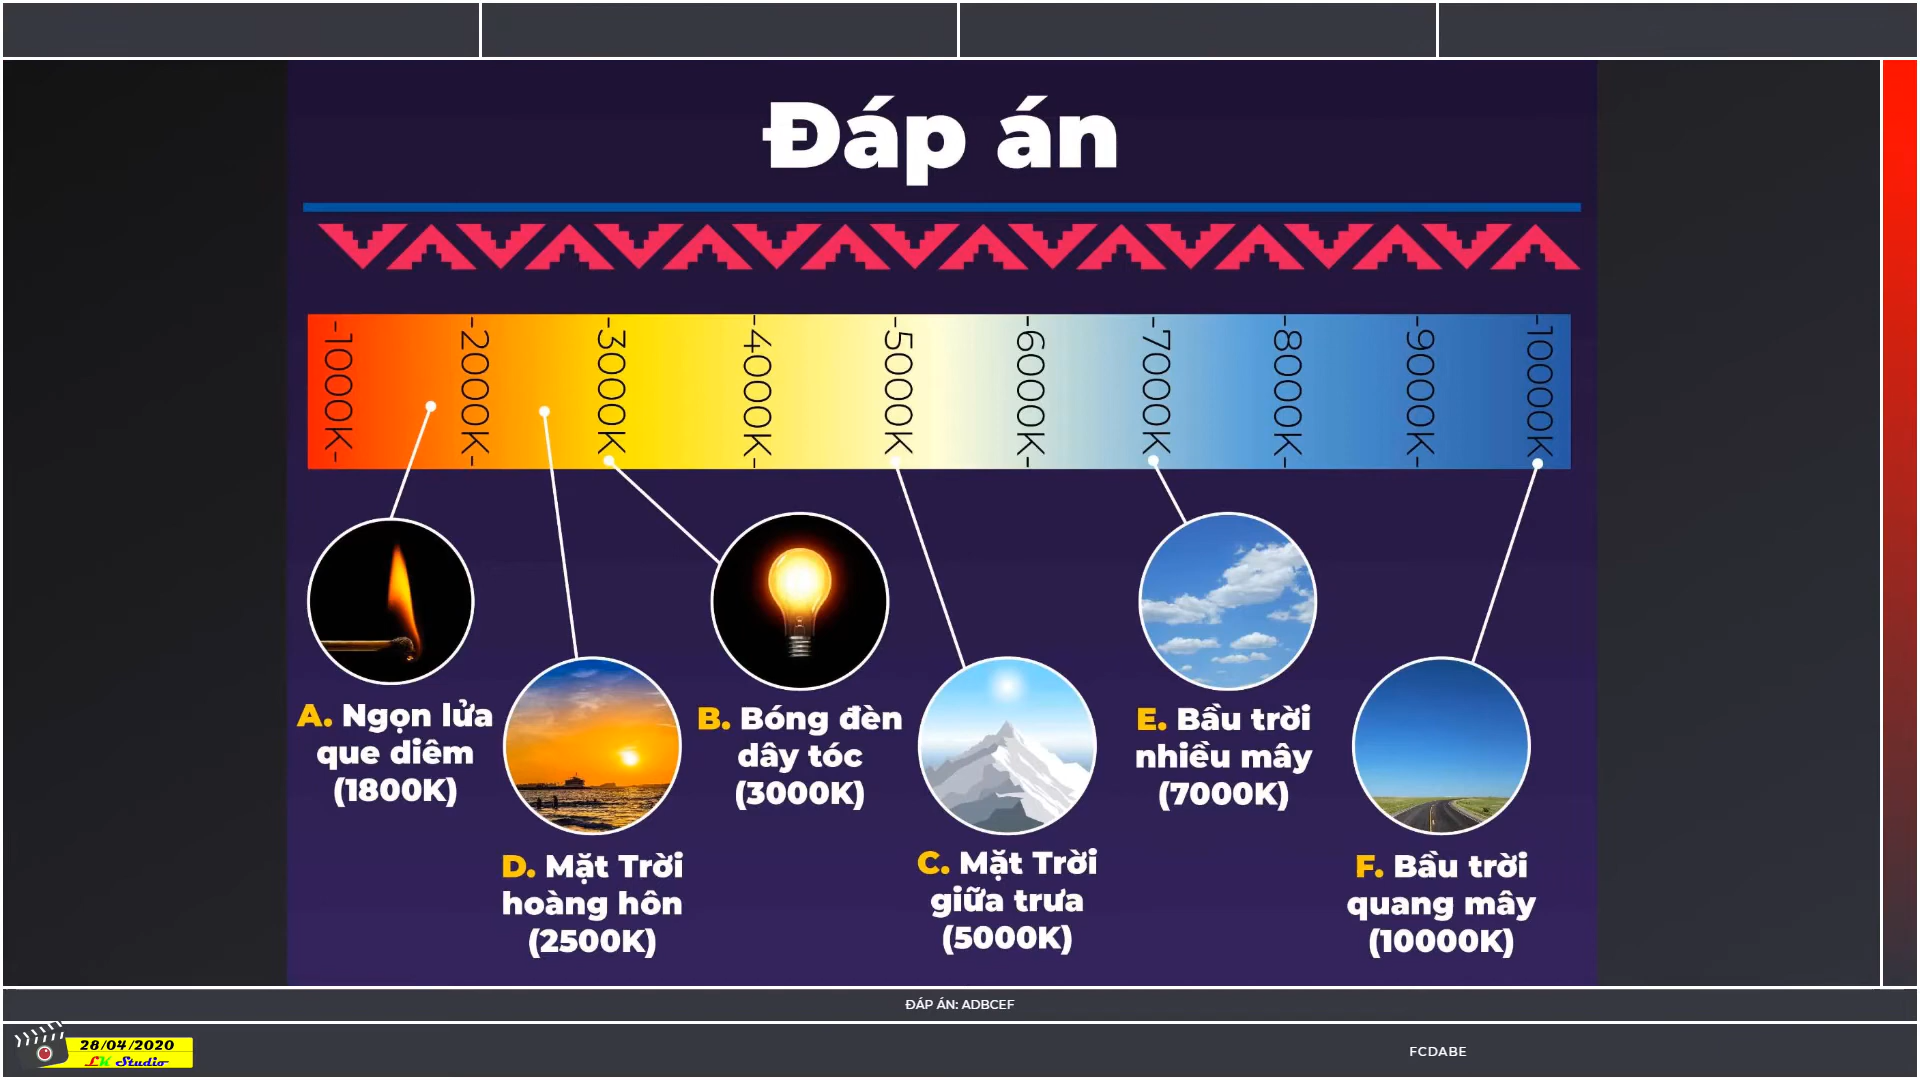 Đáp án
-1000K-
-2000K-
-3000K-
-4000K-
-5000K-
-6000K-
-7000K-
-8000K-
-9000K-
-10000K-
A. Ngọn lửa
que diêm
(1800K)
D. Mặt Trời
hoàng hôn
(2500K)
B. Bóng đèn
dây tóc
(3000K)
C. Mặt Trời
giữa trưa
(5000K)
E. Bầu trời
nhiều mây
(7000K)
F. Bầu trời
quang mây
(10000K)
ĐÁP ÁN: ADBCEF
28/04/2020
LK Studio
FCDABE